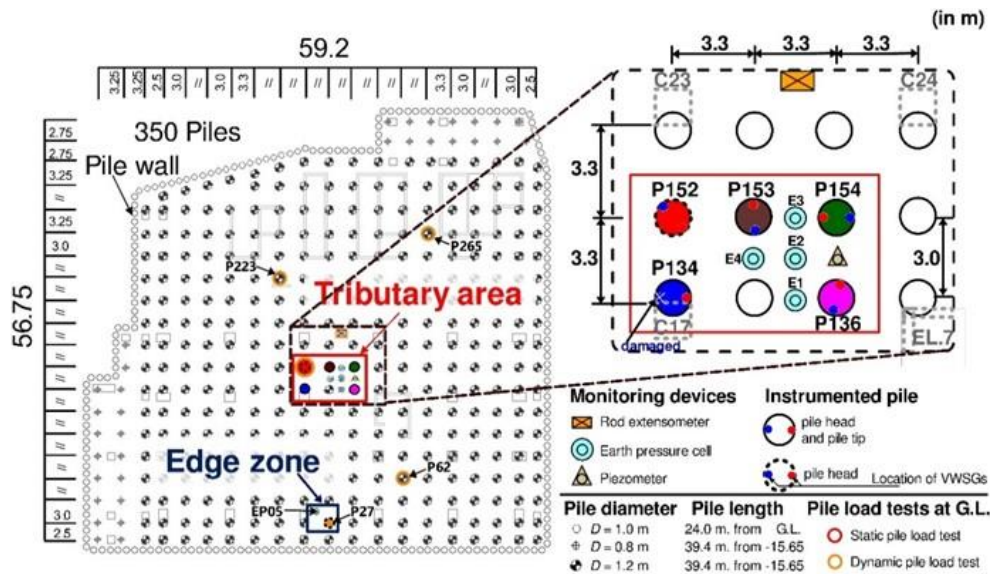 (in m)
59.2
3.3 3.3 3.3
3.25 3.25 2.5 3.0 3.0 // // // // // // // // 3.3 3.0 // // 3.0 2.5
C23 C24
2.75
2.75
3.25
//
3.25
3.0
//
//
//
//
//
//
//
//
//
//
3.0
2.5
56.75
350 Piles
Pile wall
P265
P223
Tributary area
Edge zone
P62
EP05
P27
3.3
3.3
3.0
P152 P153 P154
E3
E4 E2
P134
E1
C17
P136
damaged
EL.7
Monitoring devices
Rod extensometer
Earth pressure cell
Piezometer
Instrumented pile
pile head
and pile tip
pile head
Location of VWSGs
Pile diameter Pile length Pile load tests at G.L.
D = 1.0 m 24.0 m. from G.L. Static pile load test
D = 0.8 m 39.4 m. from -15.65
D = 1.2 m 39.4 m. from -15.65 Dynamic pile load test